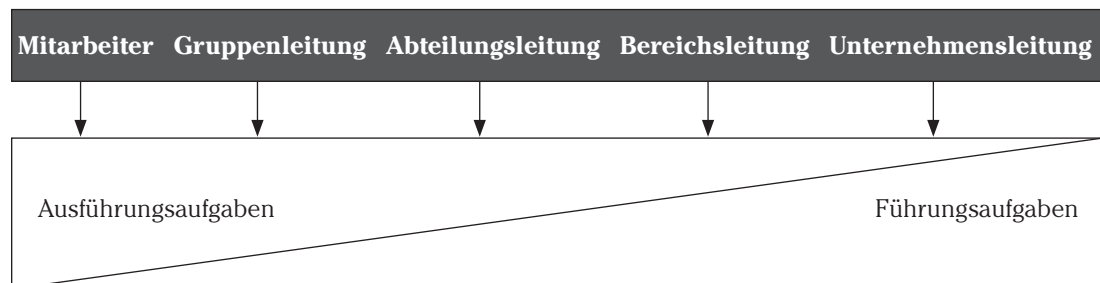 Mitarbeiter Gruppenleitung Abteilungsleitung Bereichsleitung Unternehmensleitung
Ausführungsaufgaben Führungsaufgaben